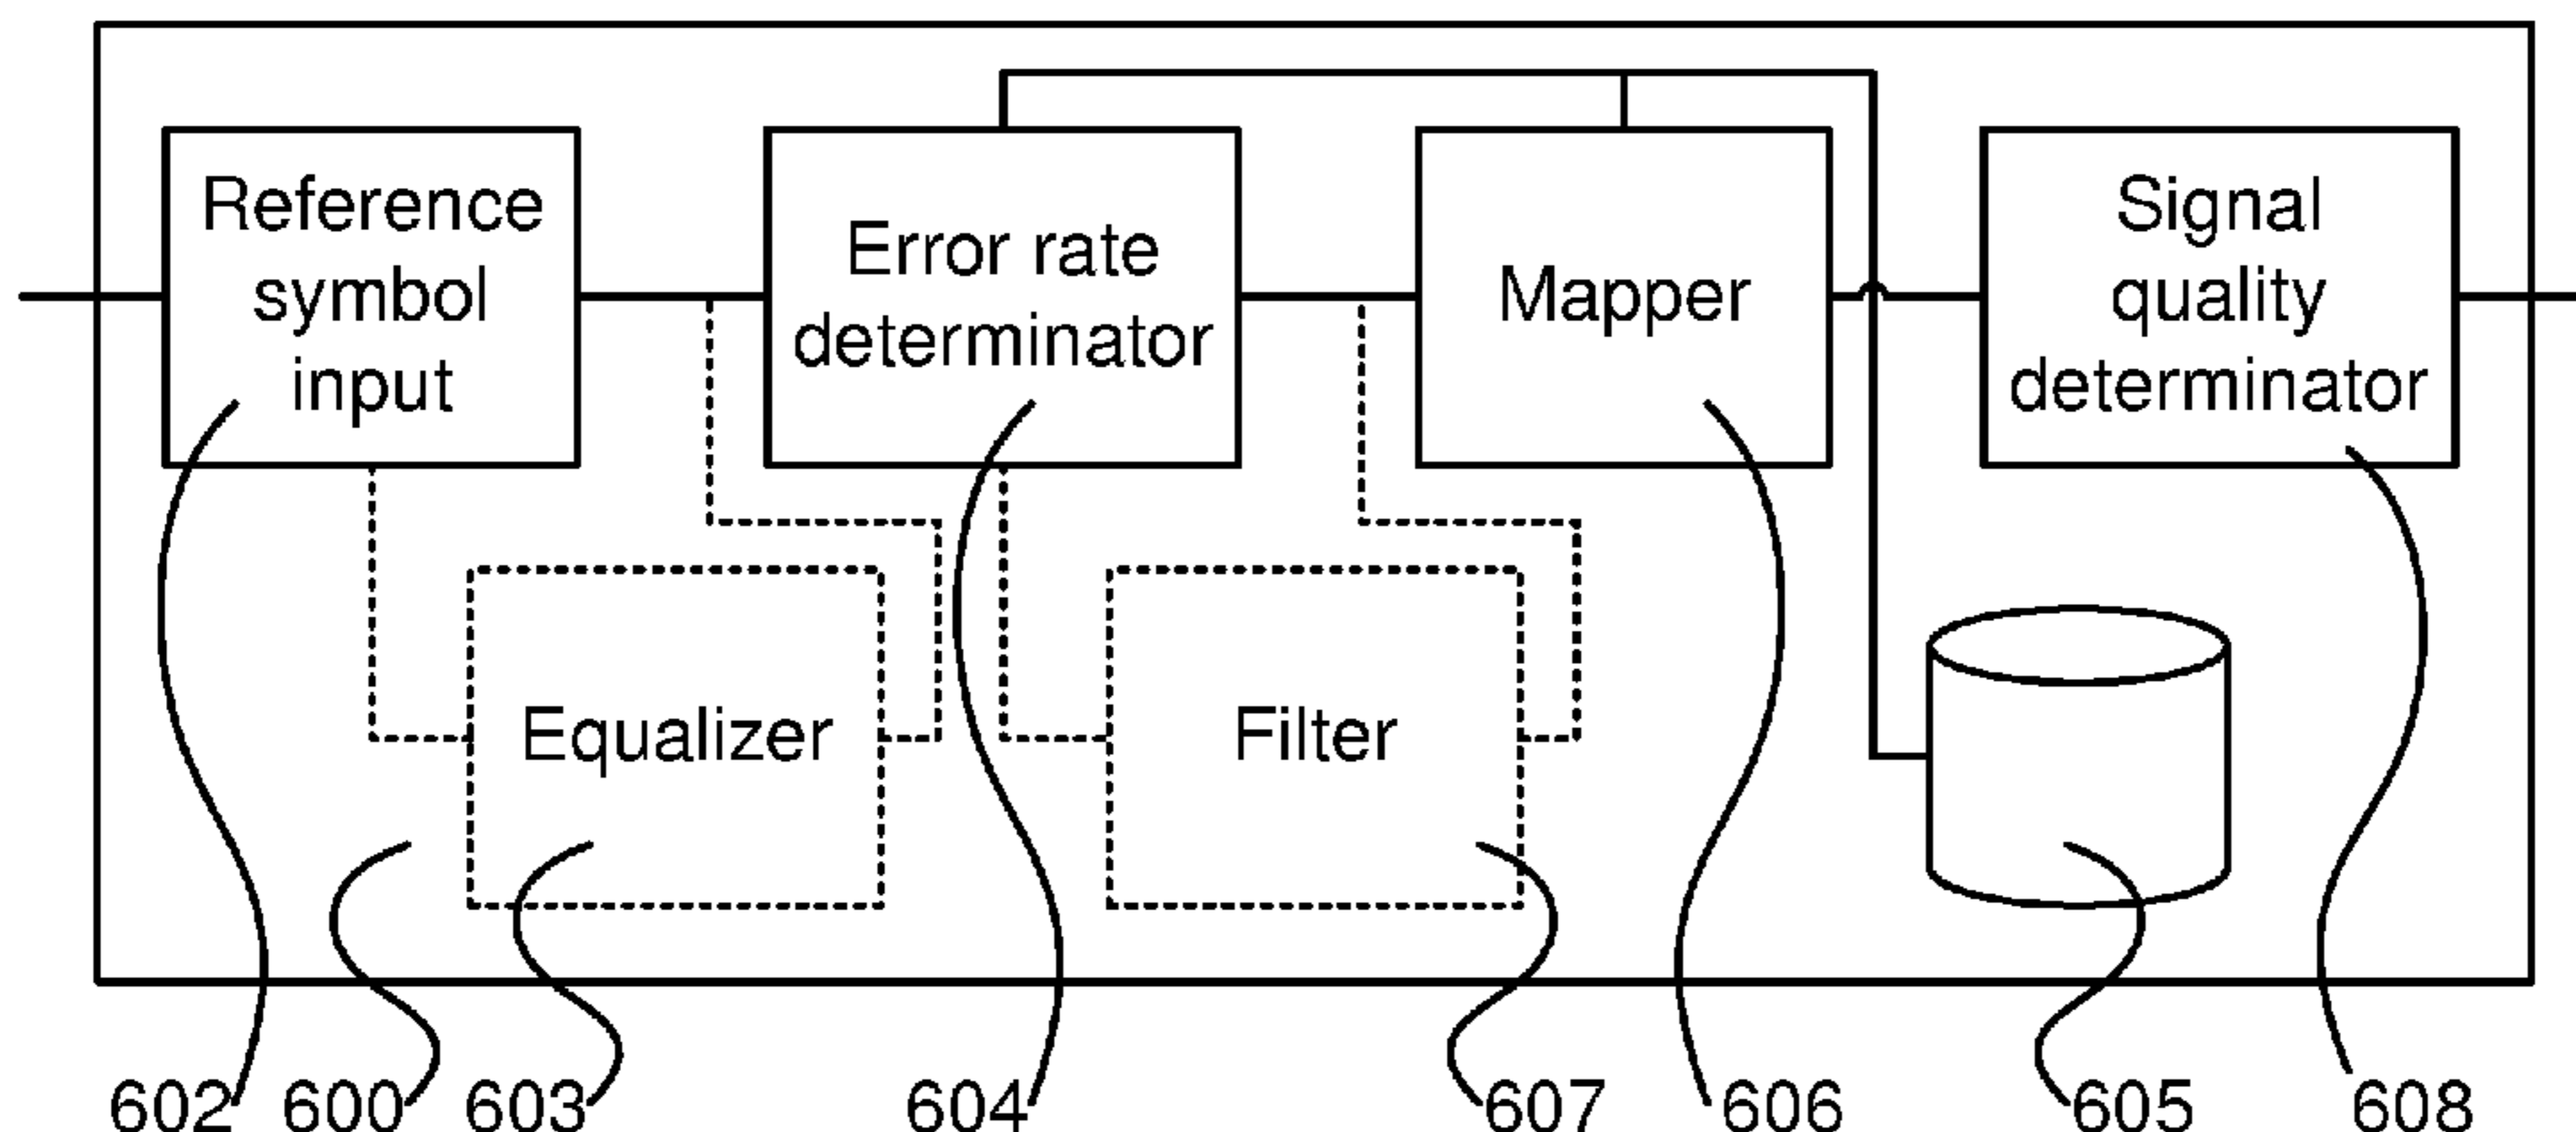 Reference
symbol
input
Error rate
determinator
Mapper
Signal
quality
determinator
Equalizer
Filter
602
600
603
604
607
606
605
608